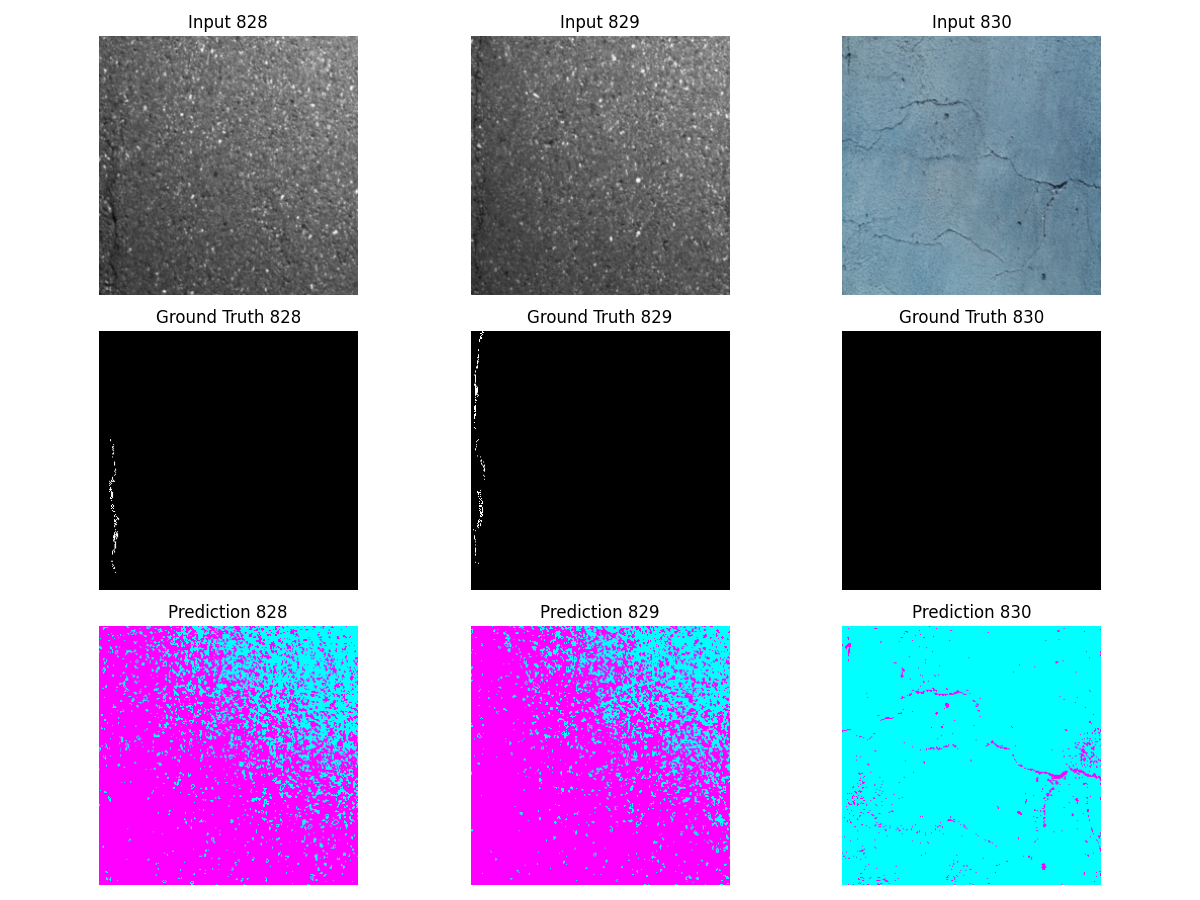 Input 828
Input 829
Input 830
Ground Truth 828
Ground Truth 829
Ground Truth 830
Prediction 828
Prediction 829
Prediction 830